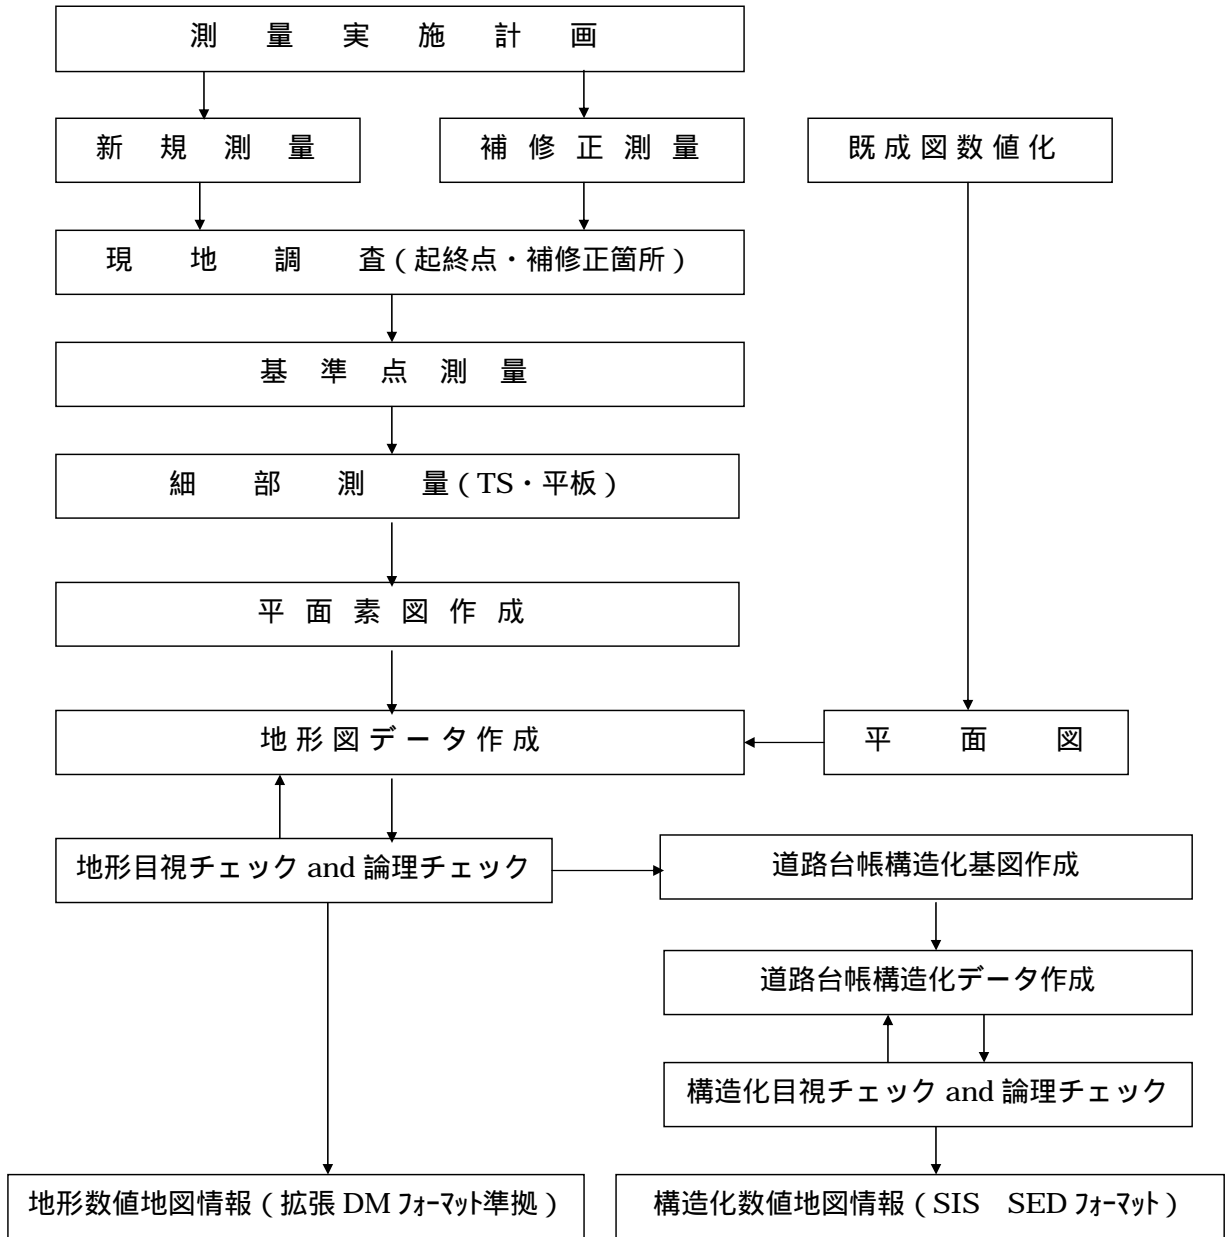 測量実施計画
新規測量
補修正測量
既成図数値化
現地調査(起終点・補修正箇所)
基準点測量
細部測量(TS・平板)
平面素図作成
地形図データ作成
平面図
地形目視チェック and 論理チェック
道路台帳構造化基図作成
道路台帳構造化データ作成
構造化目視チェック and 論理チェック
地形数値地図情報(拡張 DM フォーマット準拠)
構造化数値地図情報(SIS SED フォーマット)